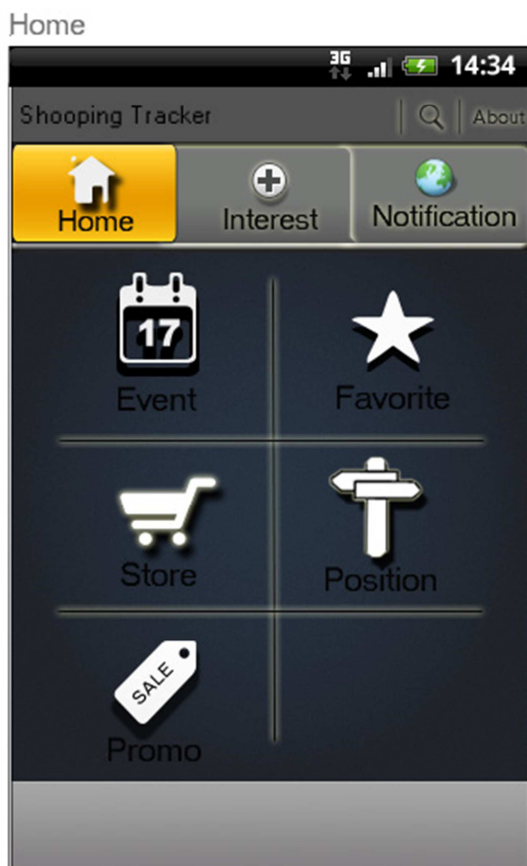 Home
3G 14:34
Shooping Tracker About
Home Interest Notification
17
Event Favorite
Store Position
SALE
Promo